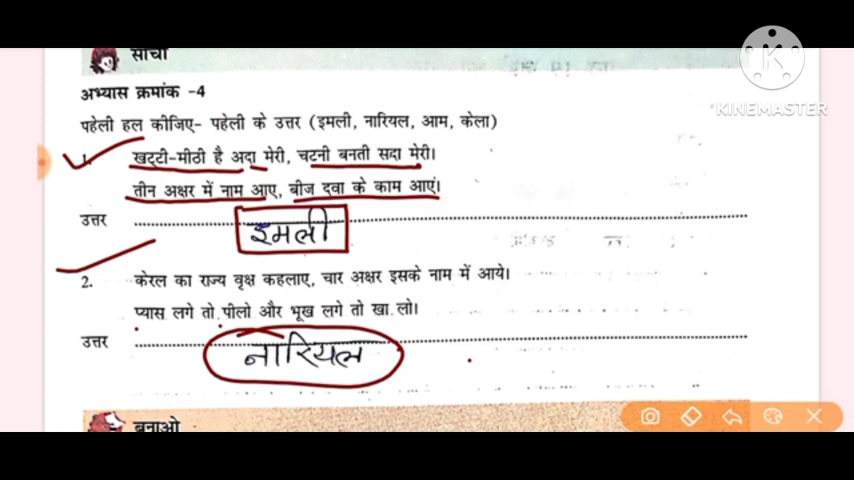 सोचो
KINEMASTER
अभ्यास क्रमांक -4
पहेली हल कीजिए- पहेली के उत्तर (इमली, नारियल, आम, केला)
खट्टी-मीठी है अदा मेरी, चटनी बनती सदा मेरी।
तीन अक्षर में नाम आए, बीज दवा के काम आएं।
उत्तर इमली
2. केरल का राज्य वृक्ष कहलाए, चार अक्षर इसके नाम में आये।
प्यास लगे तो पीलो और भूख लगे तो खा लो।
उत्तर नारियल
बनाओ